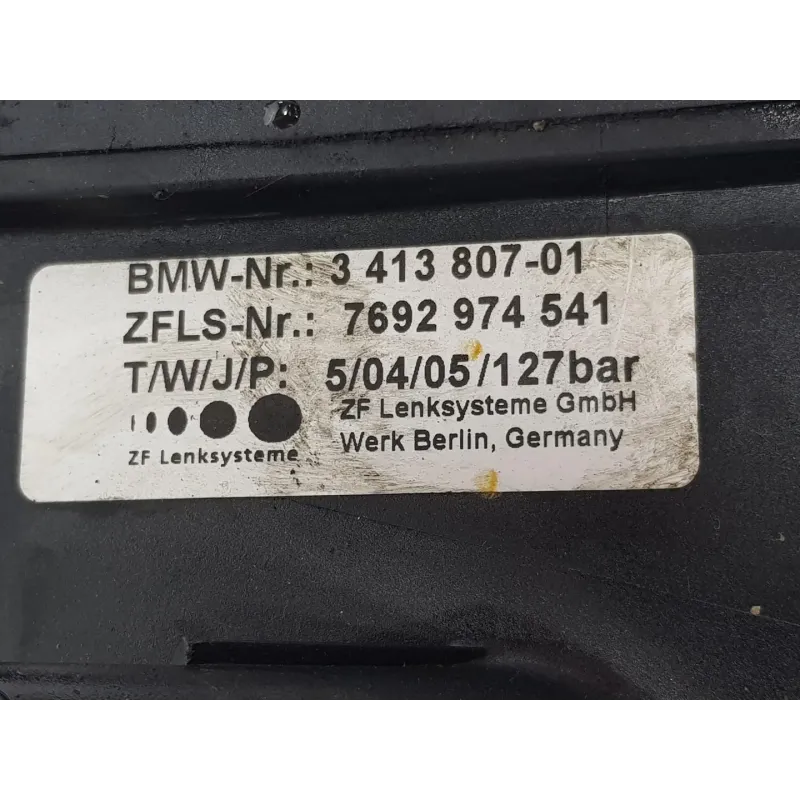 BMW-Nr.: 3 413 807-01
ZFLS-Nr.: 7692 974 541
T/W/J/P: 5/04/05/127bar
ZF Lenksysteme GmbH
Werk Berlin, Germany
ZF Lenksysteme